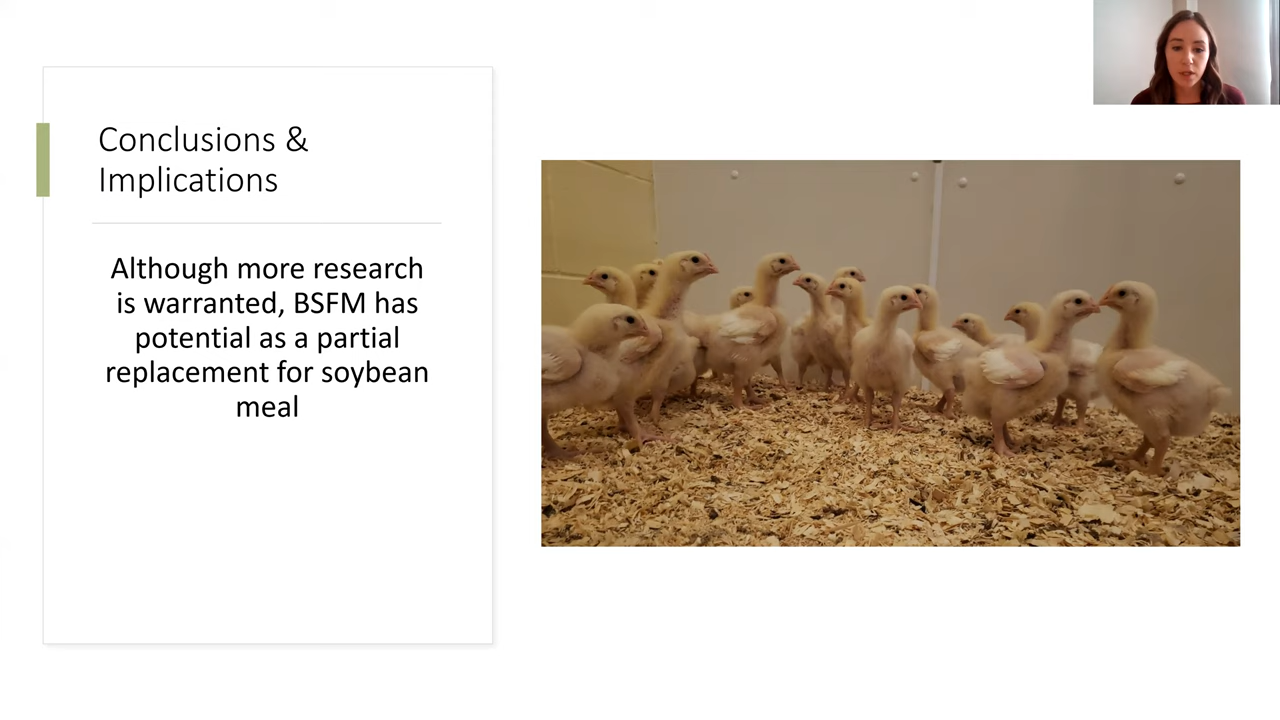 Conclusions &
Implications
Although more research
is warranted, BSFM has
potential as a partial
replacement for soybean
meal